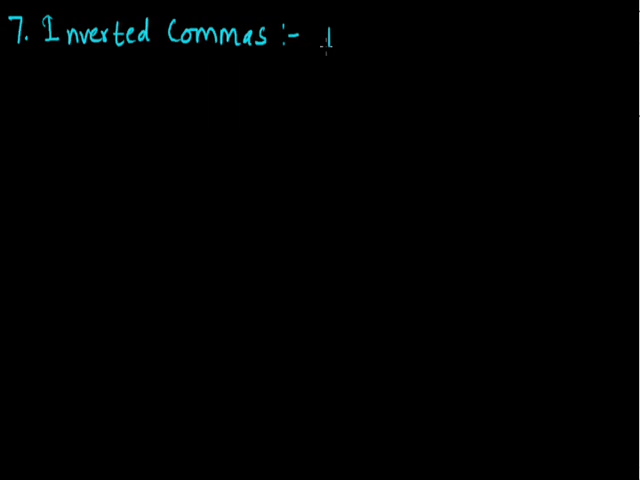 7. Inverted Commas :-